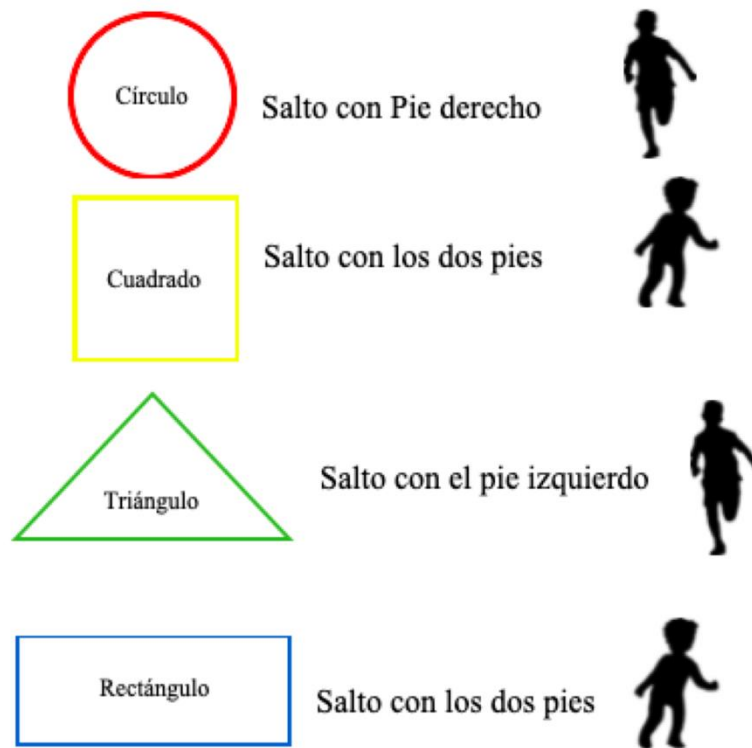 Círculo
Salto con Pie derecho
Cuadrado
Salto con los dos pies
Triángulo
Salto con el pie izquierdo
Rectángulo
Salto con los dos pies